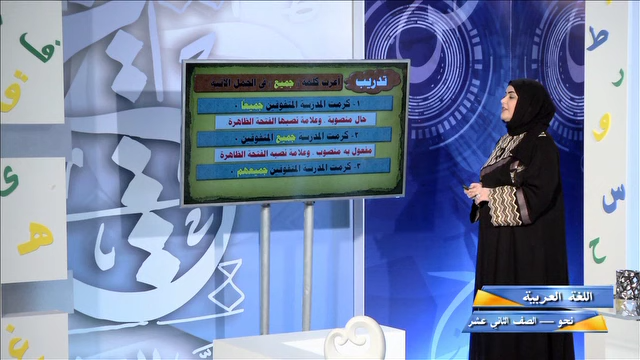 تدريب أعرب كلمة جميع في الجمل الآتية
١. كرمت المدرسة المتفوقين جميعا .
حال منصوبة ، وعلامة نصبها الفتحة الظاهرة.
٢. كرمت المدرسة جميع المتفوقين .
مفعول به منصوب ، وعلامة نصبه الفتحة الظاهرة
٣. كرمت المدرسة المتفوقين جميعهم .
اللغة العربية
نحو — الصف الثاني عشر